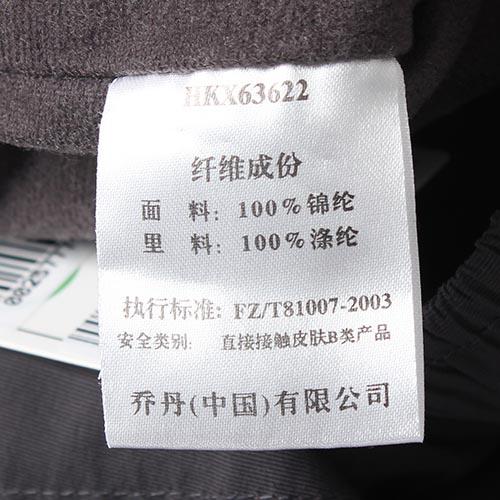 HKX63622
纤维成份
面 料：100%锦纶
里 料：100%涤纶
执行标准：FZ/T81007-2003
安全类别： 直接接触皮肤B类产品
乔丹(中国)有限公司